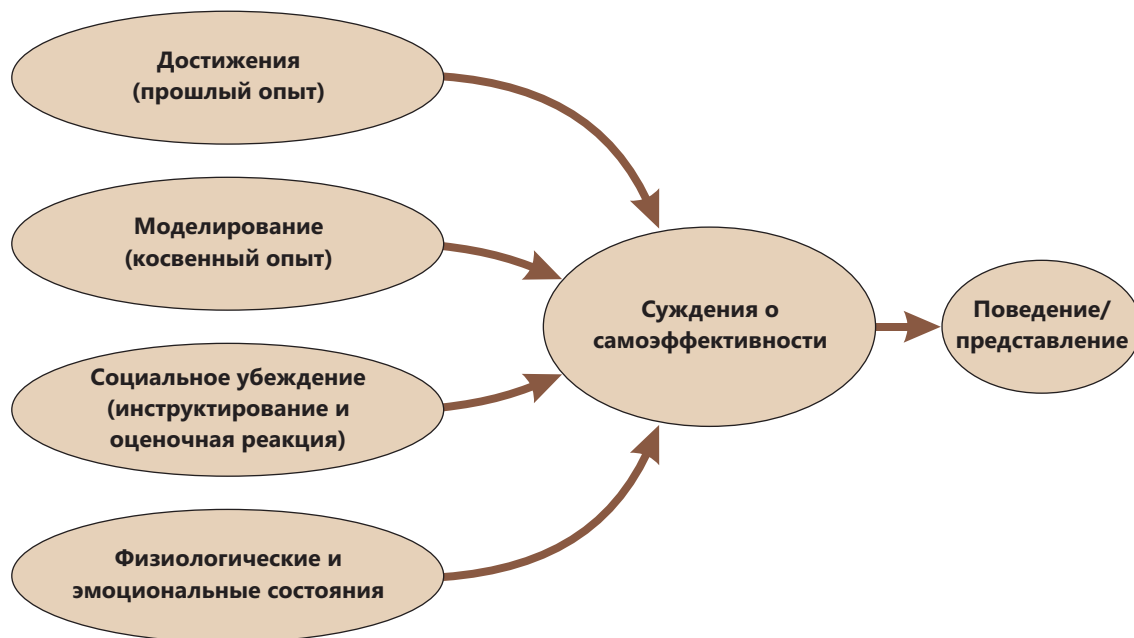 Достижения
(прошлый опыт)
Моделирование
(косвенный опыт)
Социальное убеждение
(инструктирование и
оценочная реакция)
Физиологические и
эмоциональные состояния
Суждения о
самоэффективности
Поведение/
представление